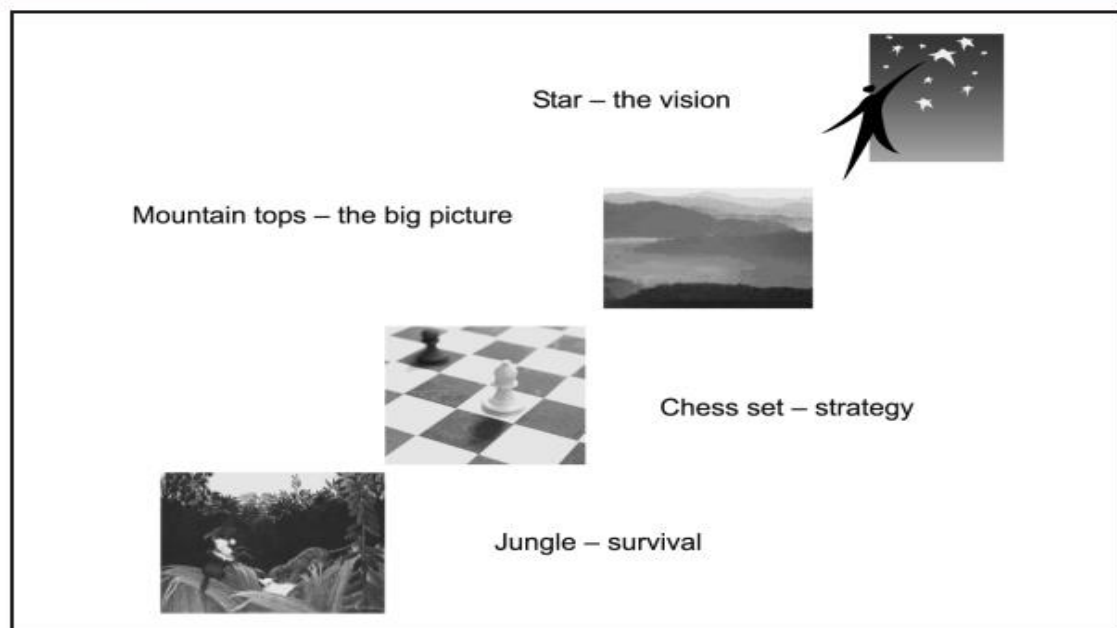 Star – the vision
Mountain tops – the big picture
Chess set – strategy
Jungle – survival